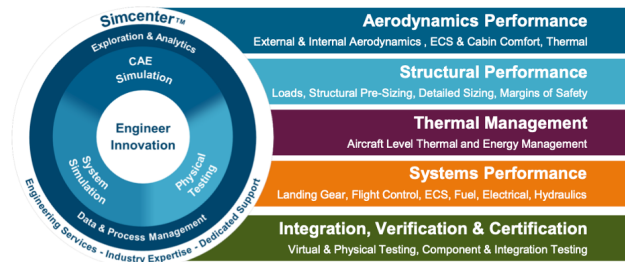 Simcenter™
Exploration & Analytics
CAE
Simulation
Engineer
Innovation
System
Simulation
Physical
Testing
Data & Process Management
Engineering Services - Industry Expertise - Dedicated Support
Aerodynamics Performance
External & Internal Aerodynamics , ECS & Cabin Comfort, Thermal
Structural Performance
Loads, Structural Pre-Sizing, Detailed Sizing, Margins of Safety
Thermal Management
Aircraft Level Thermal and Energy Management
Systems Performance
Landing Gear, Flight Control, ECS, Fuel, Electrical, Hydraulics
Integration, Verification & Certification
Virtual & Physical Testing, Component & Integration Testing